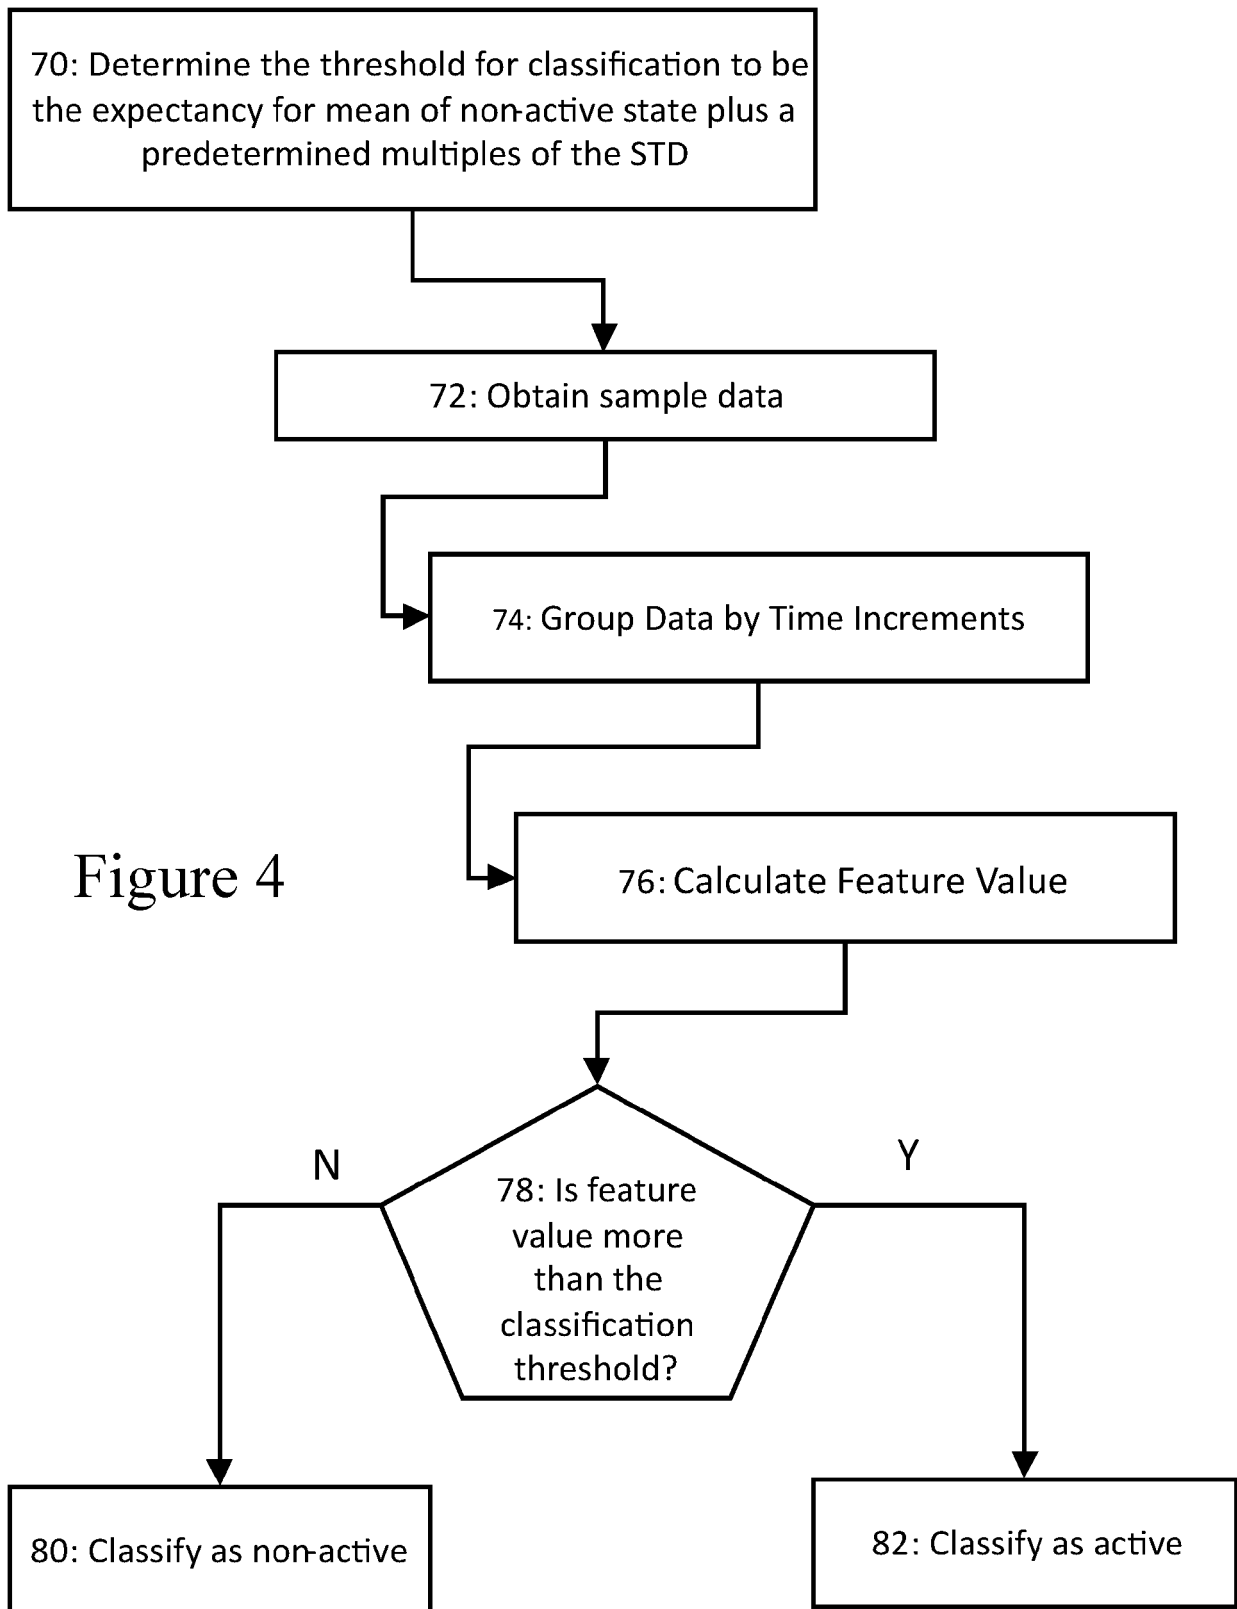 70: Determine the threshold for classification to be
the expectancy for mean of non-active state plus a
predetermined multiples of the STD
72: Obtain sample data
74: Group Data by Time Increments
Figure 4
76: Calculate Feature Value
N
Y
78: Is feature
value more
than the
classification
threshold?
80: Classify as non-active
82: Classify as active